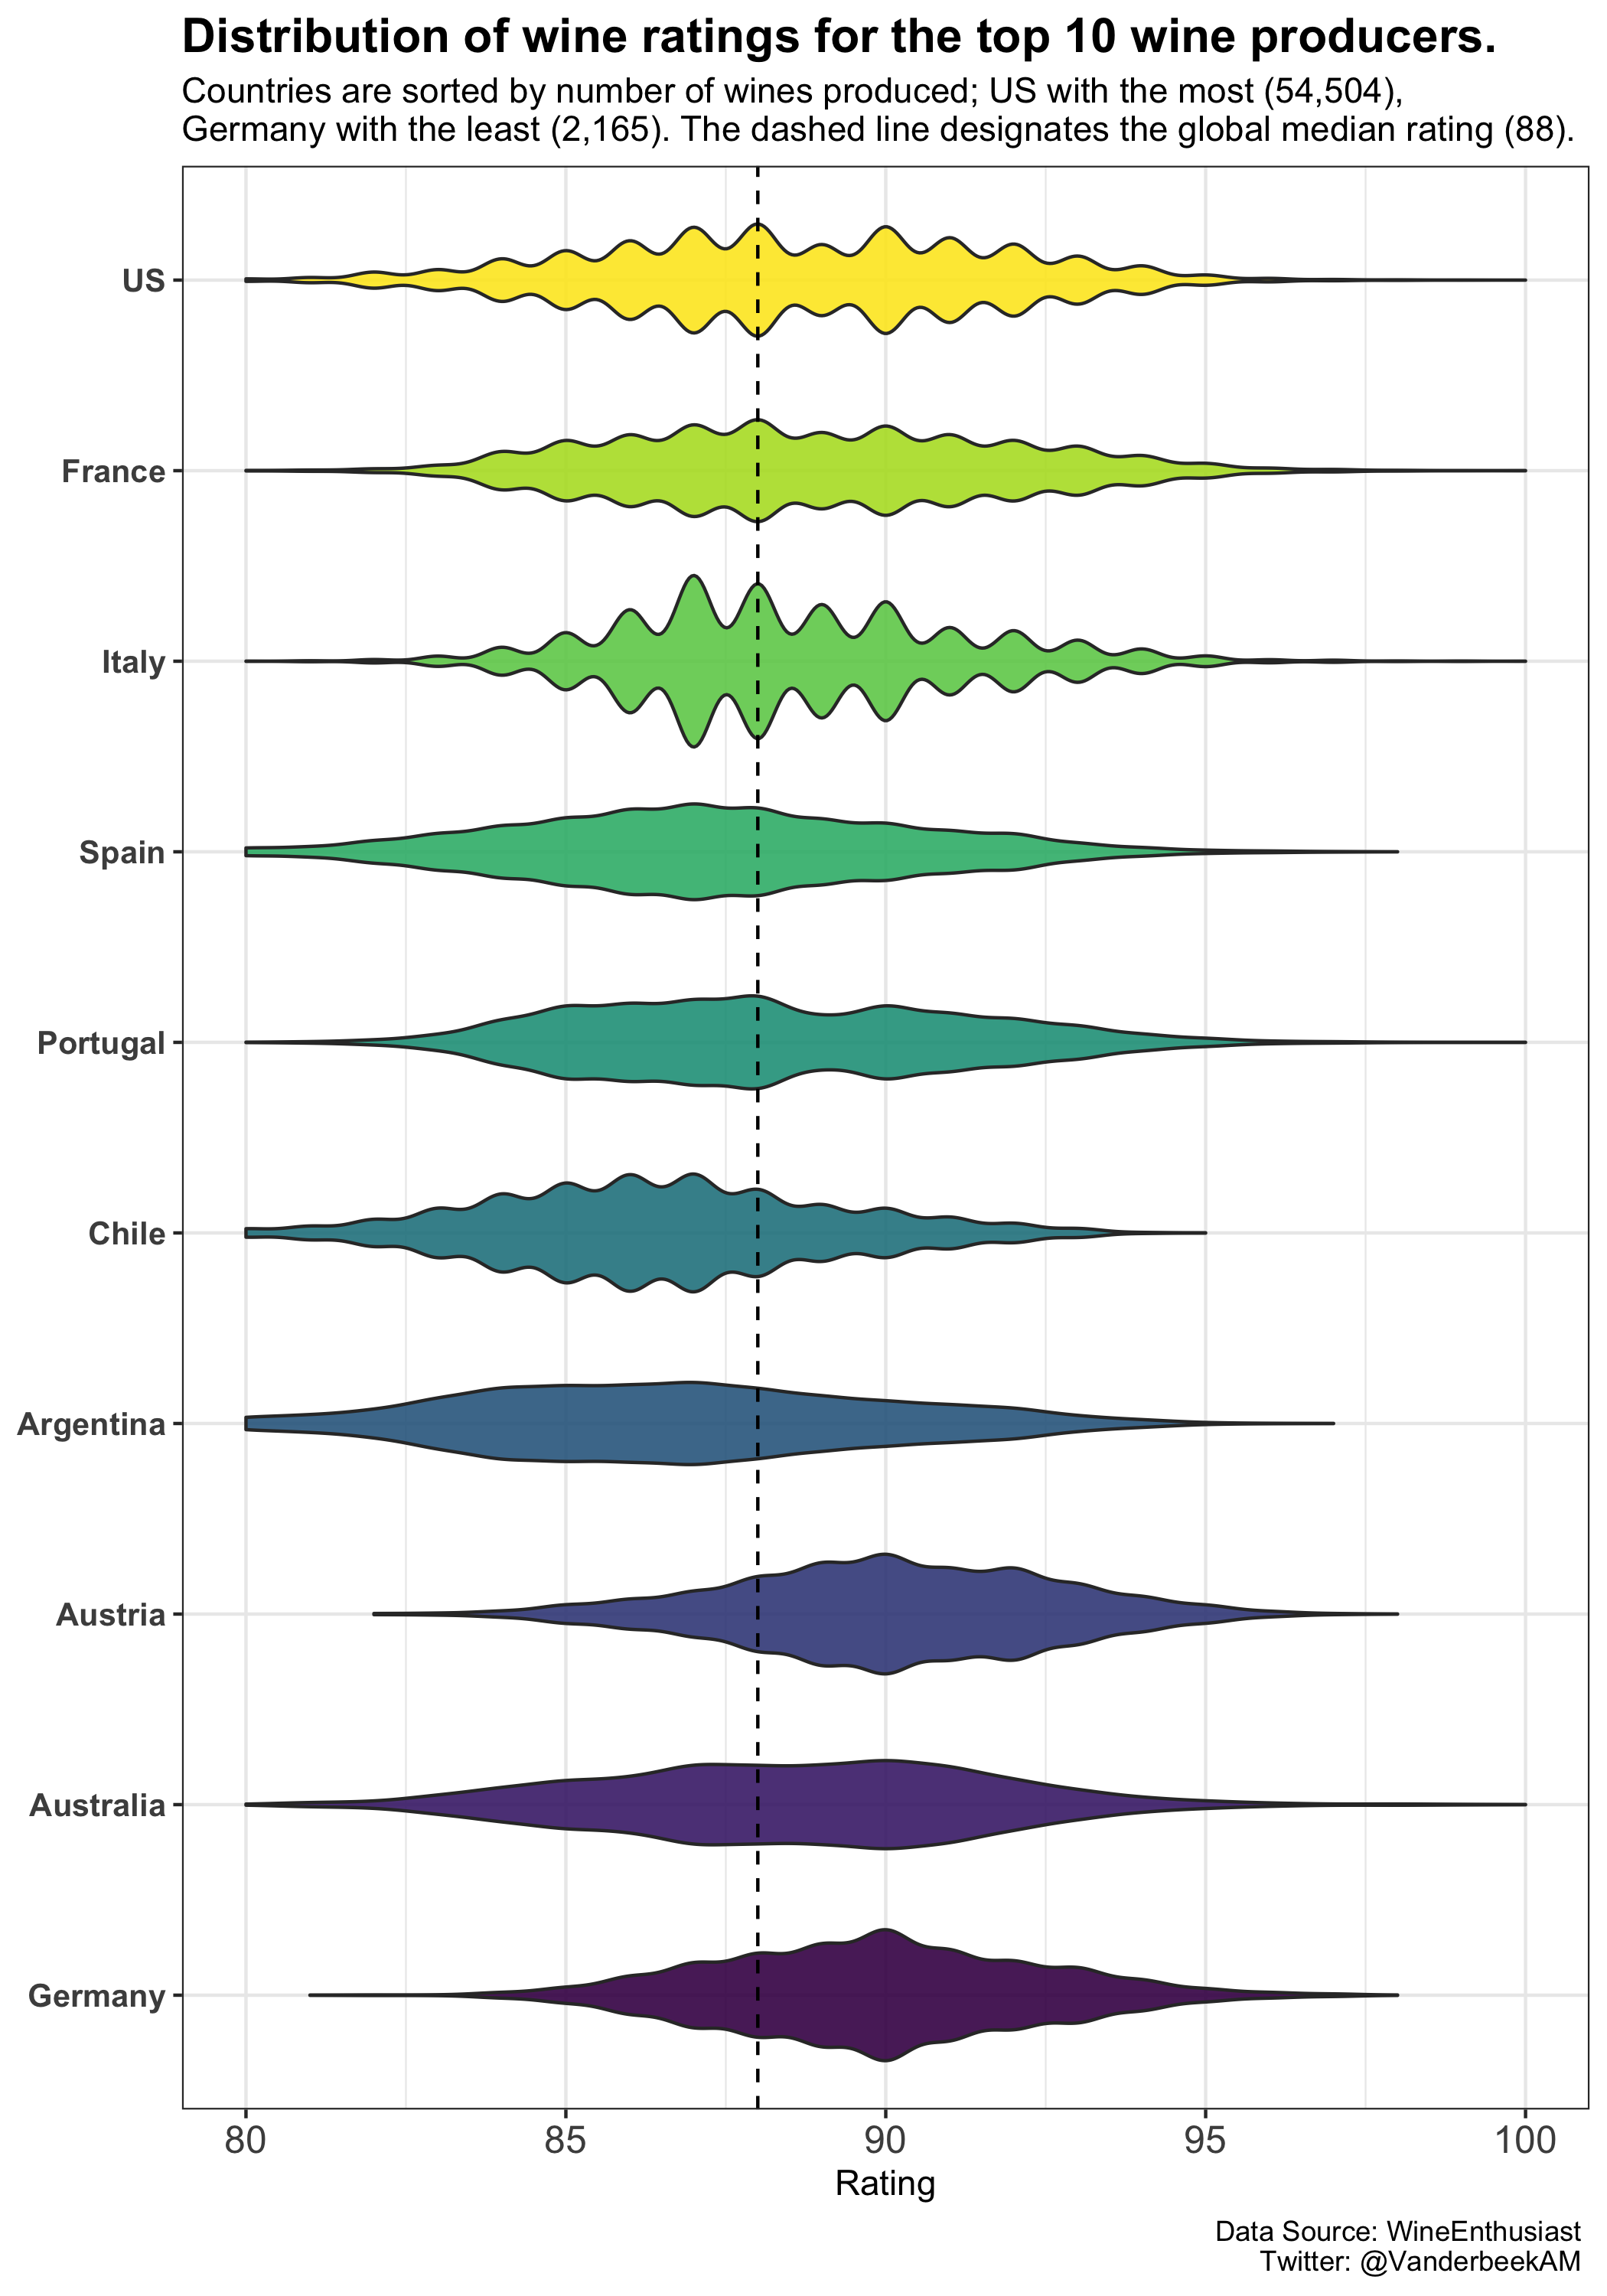 Distribution of wine ratings for the top 10 wine producers.
Countries are sorted by number of wines produced; US with the most (54,504),
Germany with the least (2,165). The dashed line designates the global median rating (88).
US
France
Italy
Spain
Portugal
Chile
Argentina
Austria
Australia
Germany
80 85 90 95 100
Rating
Data Source: WineEnthusiast
Twitter: @VanderbeekAM